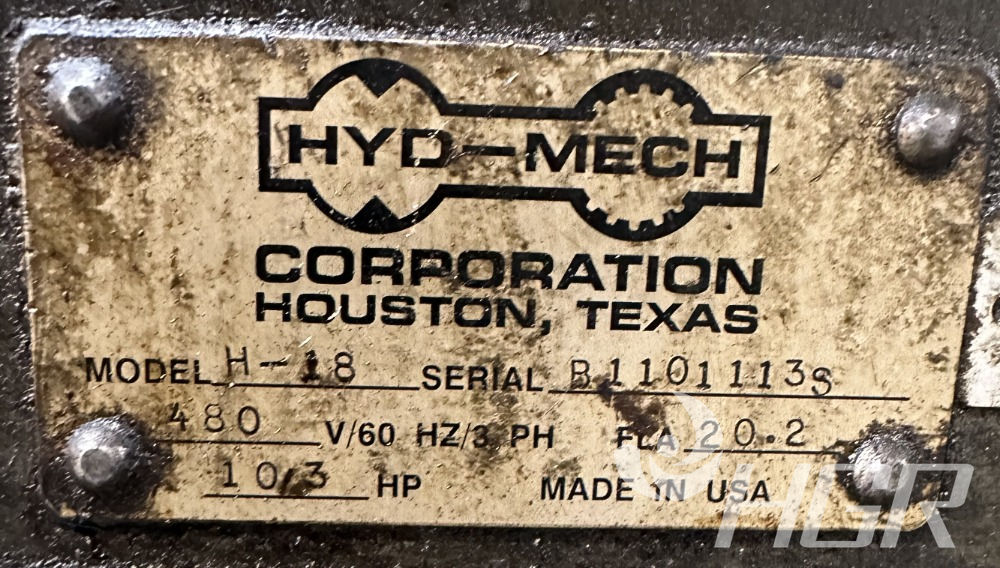 HYD-MECH
CORPORATION
HOUSTON, TEXAS
MODEL H-18 SERIAL B1101113S
480 V/60 HZ/3 PH FLA 20.2
10/3 HP MADE IN USA
HGR